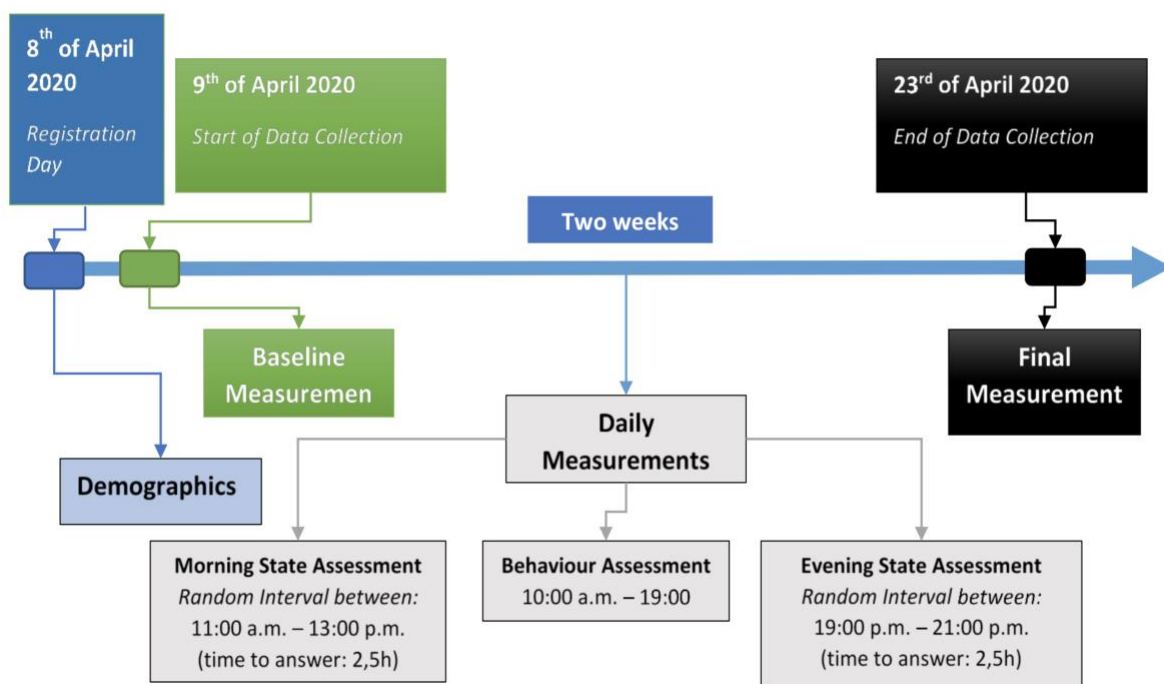 8th of April
2020
Registration
Day
9th of April 2020
Start of Data Collection
23rd of April 2020
End of Data Collection
Two weeks
Baseline
Measuremen
Final
Measurement
Daily
Measurements
Demographics
Morning State Assessment
Random Interval between:
11:00 a.m. – 13:00 p.m.
(time to answer: 2,5h)
Behaviour Assessment
10:00 a.m. – 19:00
Evening State Assessment
Random Interval between:
19:00 p.m. – 21:00 p.m.
(time to answer: 2,5h)